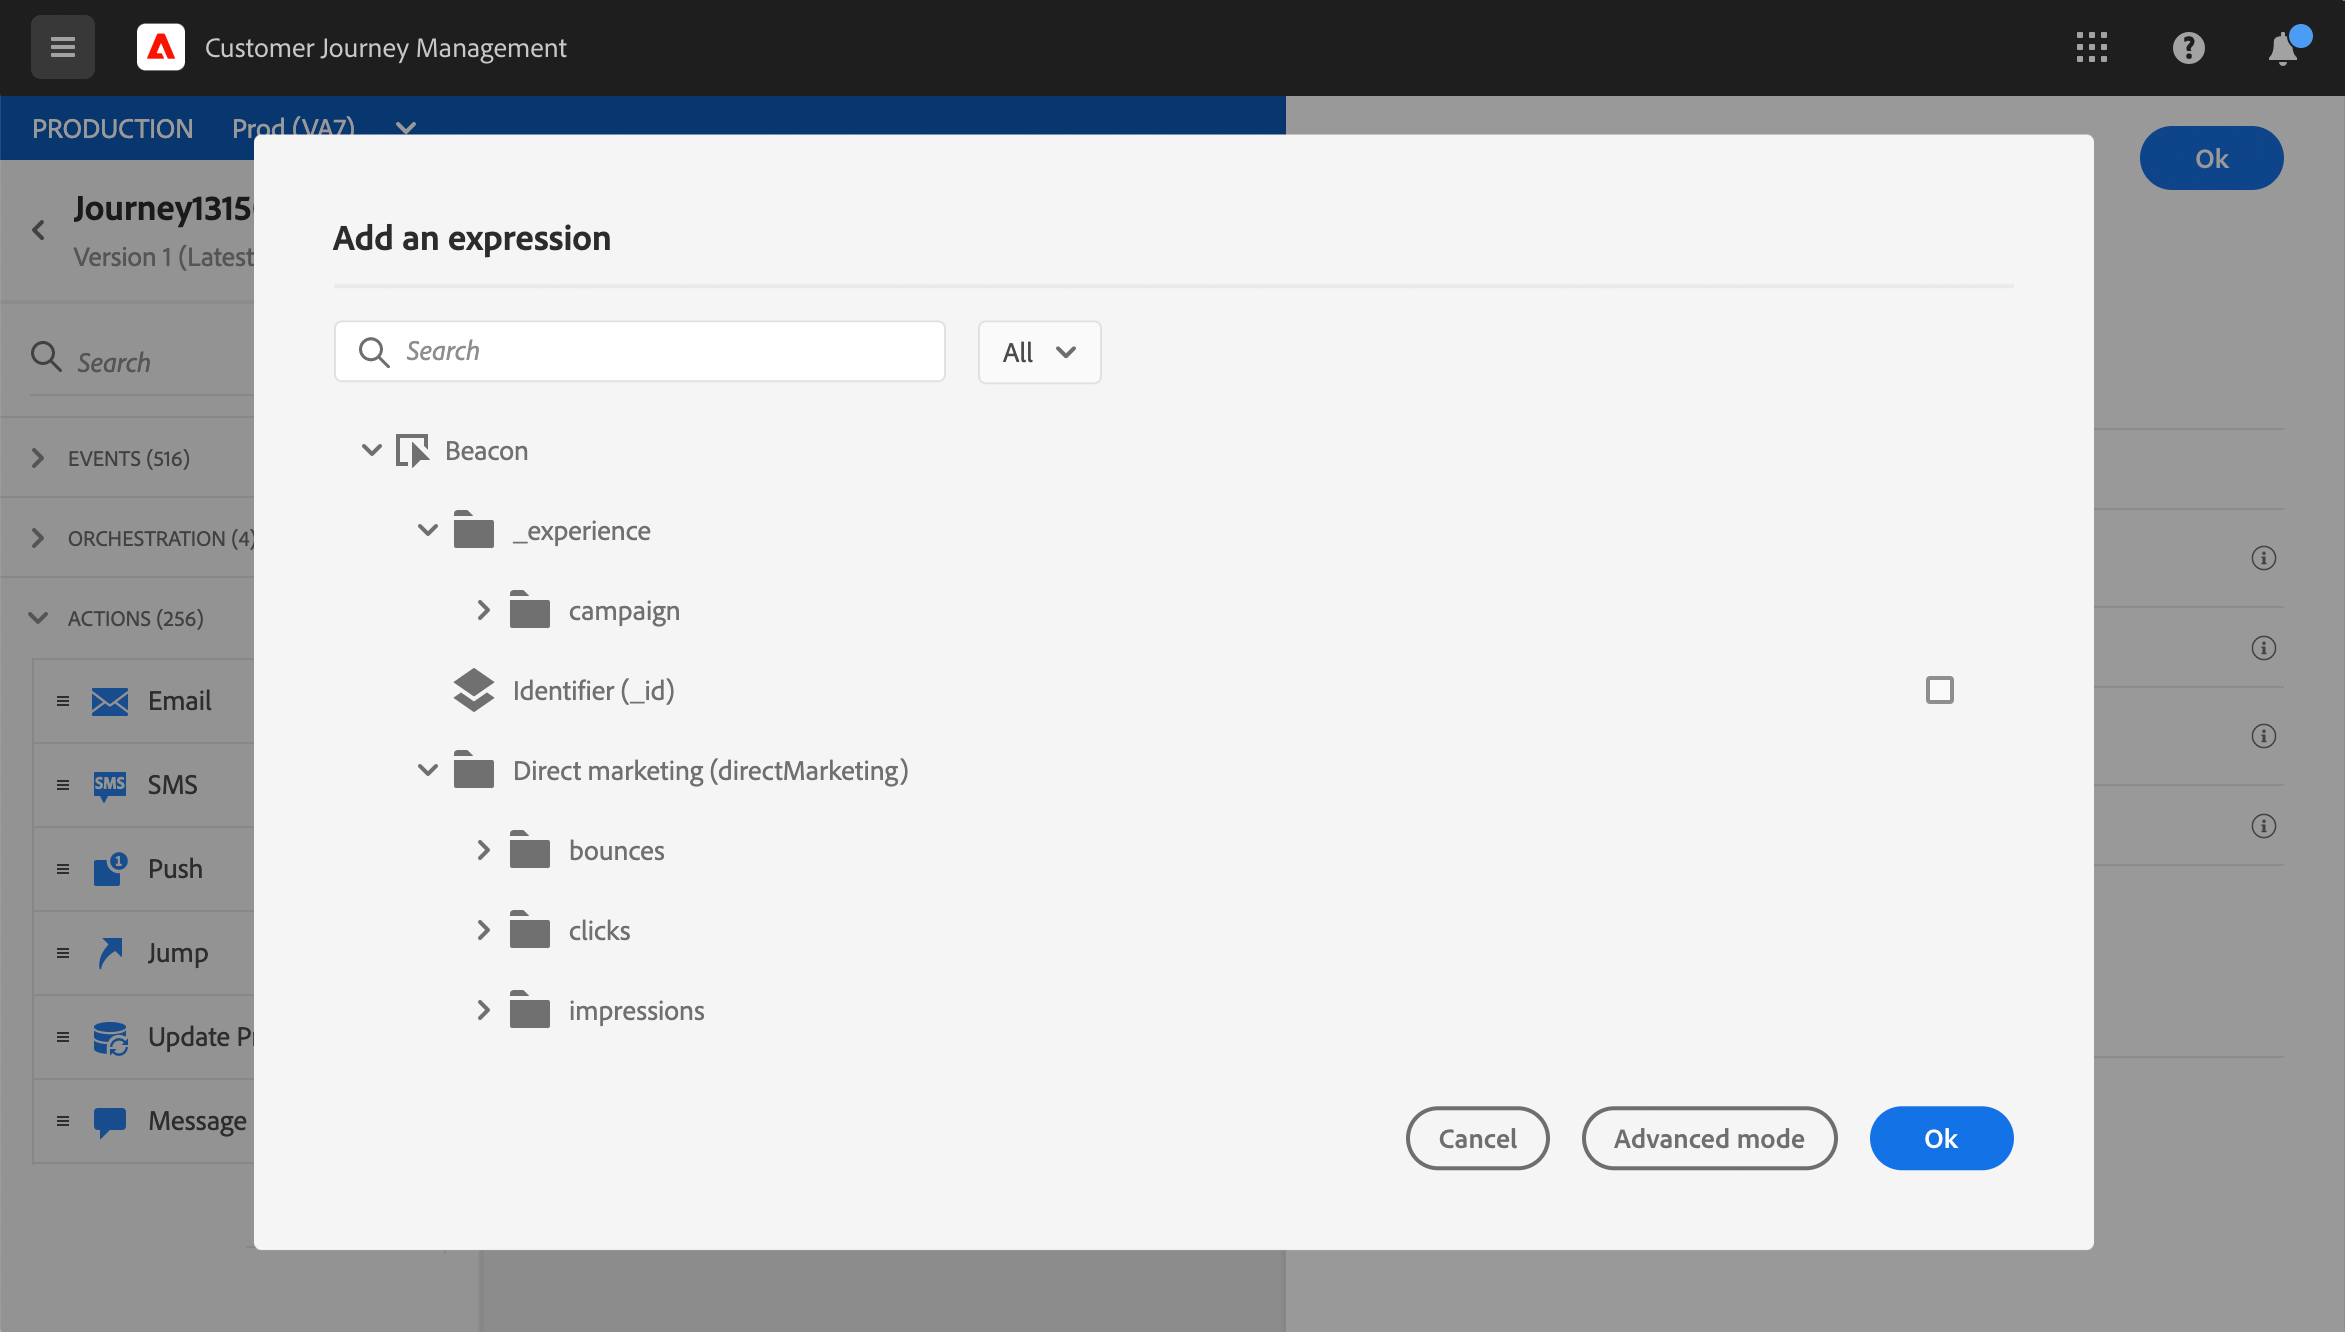 Customer Journey Management
PRODUCTION Prod (VA7)
Ok
Version 1 (Latest
Search
EVENTS (516)
ORCHESTRATION (4)
ACTIONS (256)
Email
SMS
SMS
1
Push
Jump
Update
Message
Add an expression
Search
All
Beacon
_experience
campaign
Identifier (_id)
Direct marketing (directMarketing)
bounces
clicks
impressions
Cancel
Advanced mode
Ok